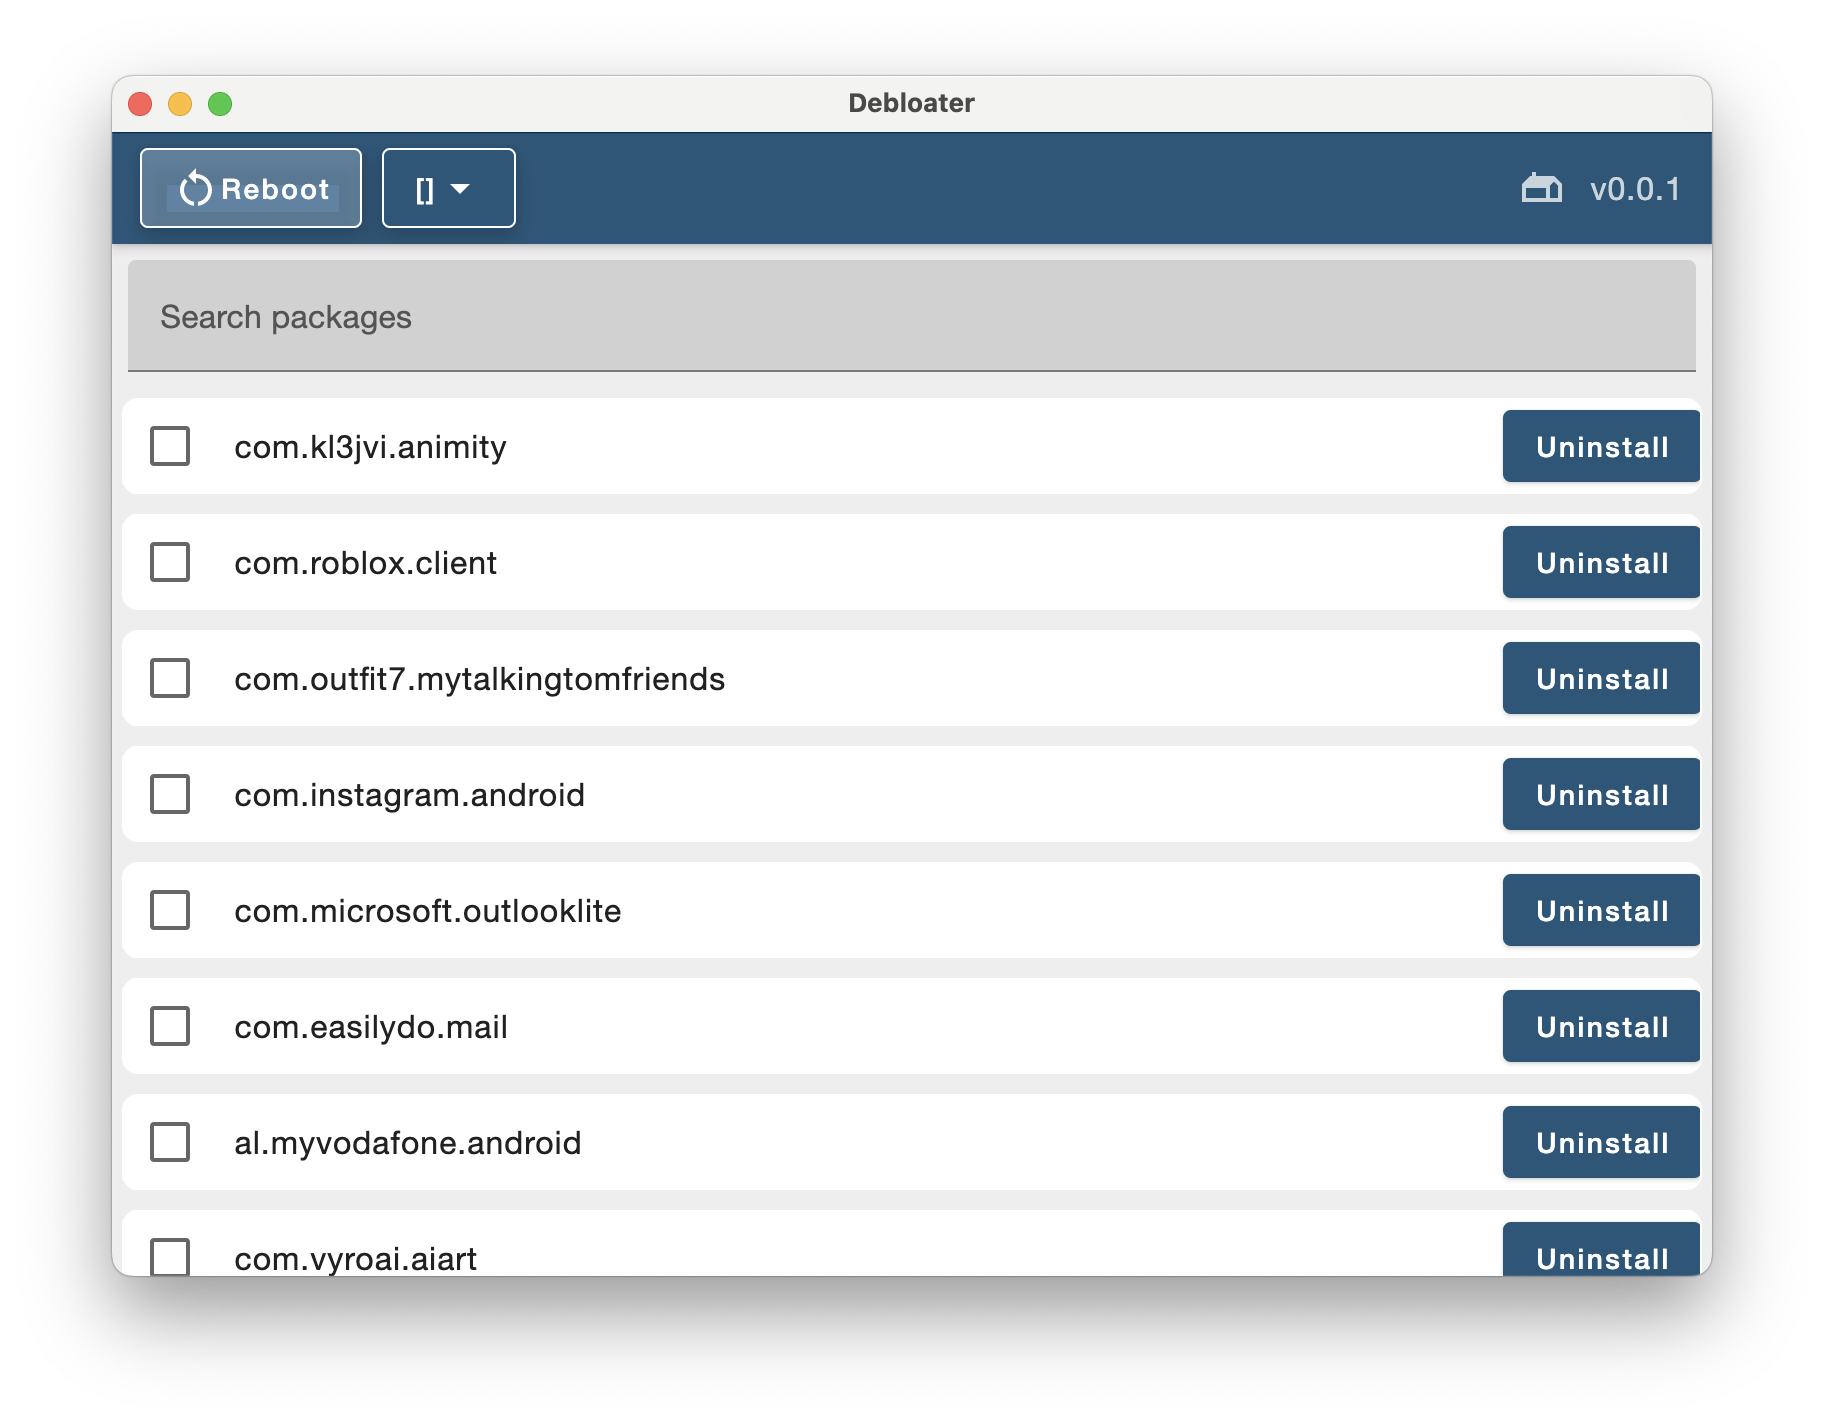 Debloater
Reboot [] v0.0.1
Search packages
com.kl3jvi.animity Uninstall
com.roblox.client Uninstall
com.outfit7.mytalkingtomfriends Uninstall
com.instagram.android Uninstall
com.microsoft.outlooklite Uninstall
com.easilydo.mail Uninstall
al.myvodafone.android Uninstall
com.vyroai.aiart Uninstall